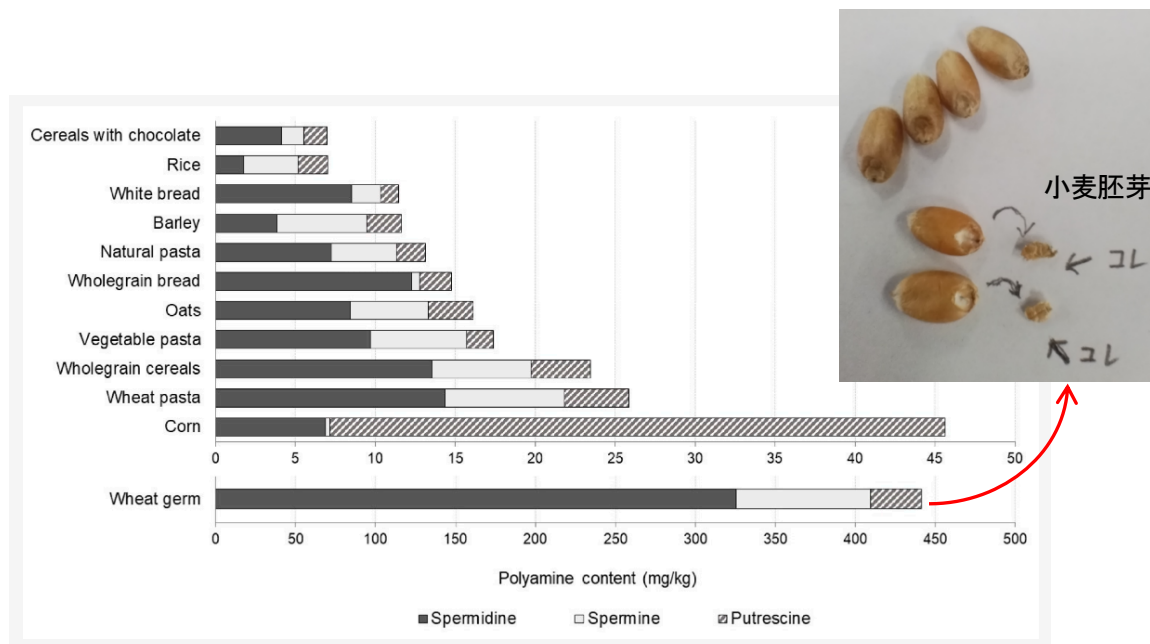 Cereals with chocolate
Rice
White bread
Barley
Natural pasta
Wholegrain bread
Oats
Vegetable pasta
Wholegrain cereals
Wheat pasta
Corn
0 5 10 15 20 25 30 35 40 45 50
Wheat germ
0 50 100 150 200 250 300 350 400 450 500
Polyamine content (mg/kg)
Spermidine Spermine Putrescine
小麦胚芽
コレ
コレ